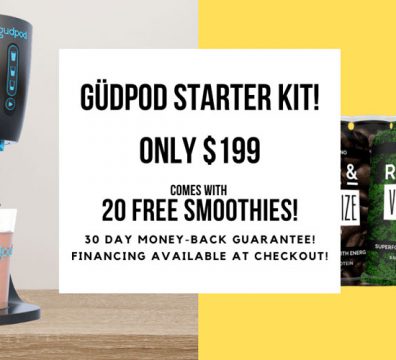 gudpod
GÜDPOD STARTER KIT!
ONLY $199
COMES WITH
20 FREE SMOOTHIES!
30 DAY MONEY-BACK GUARANTEE!
FINANCING AVAILABLE AT CHECKOUT!
&